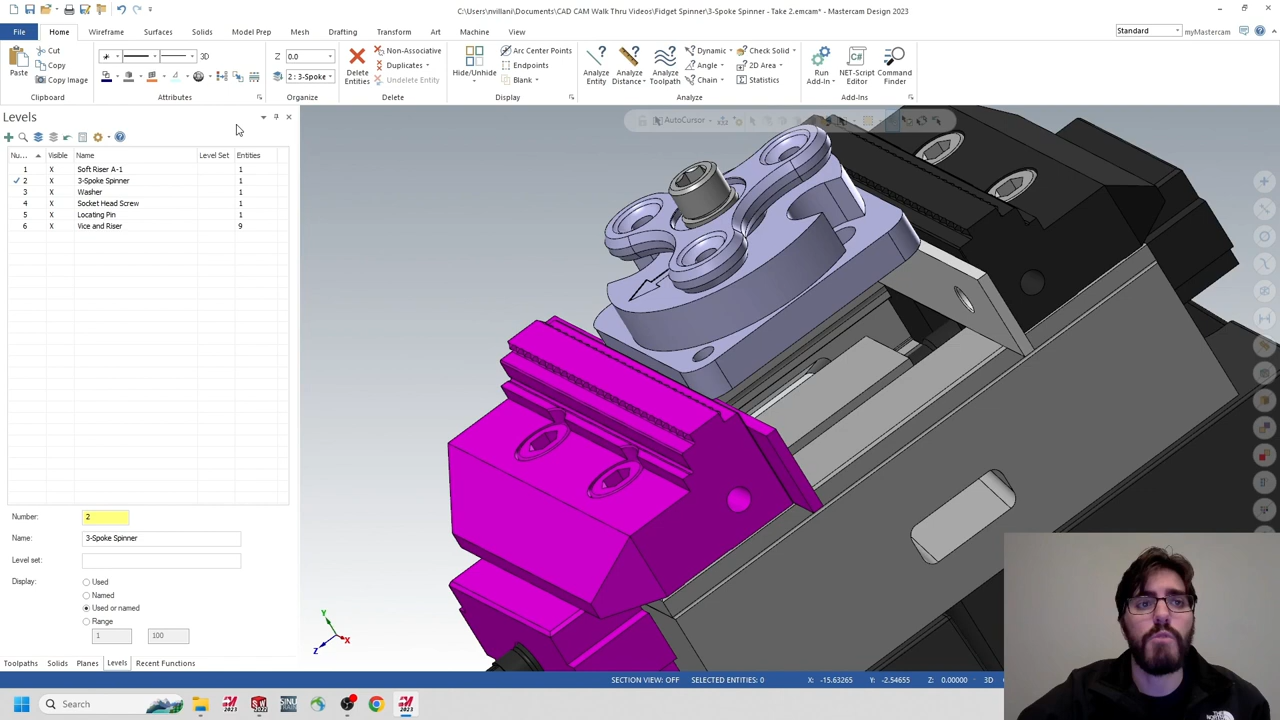 C:\Users\nvillani\Documents\CAD CAM Walk Thru Videos\Fidget Spinner\3-Spoke Spinner - Take 2.emcam* - Mastercam Design 2023
File Home Wireframe Surfaces Solids Model Prep Mesh Drafting Transform Art Machine View Standard myMastercam
Paste Cut Copy Copy Image
Clipboard
3D
Attributes
Z 0.0
2 : 3-Spoke
Organize
Delete Entities Non-Associative Duplicates Undelete Entity
Delete
Hide/Unhide Arc Center Points Endpoints Blank
Display
Analyze Entity Analyze Distance Analyze Toolpath Dynamic Angle Chain Check Solid 2D Area Statistics
Analyze
Run Add-In NET-Script Editor Command Finder
Add-Ins
Levels
AutoCursor
Nu... Visible Name Level Set Entities
1 X Soft Riser A-1 1
2 X 3-Spoke Spinner 1
3 X Washer 1
4 X Socket Head Screw 1
5 X Locating Pin 1
6 X Vice and Riser 9
Number: 2
Name: 3-Spoke Spinner
Level set:
Display: Used
Named
Used or named
Range
1 100
Y
X
Z
Toolpaths Solids Planes Levels Recent Functions
SECTION VIEW: OFF SELECTED ENTITIES: 0 X: -15.63265 Y: -2.54655 Z: 0.00000 3D
Search
2023
2023
SINU
THE NORTH